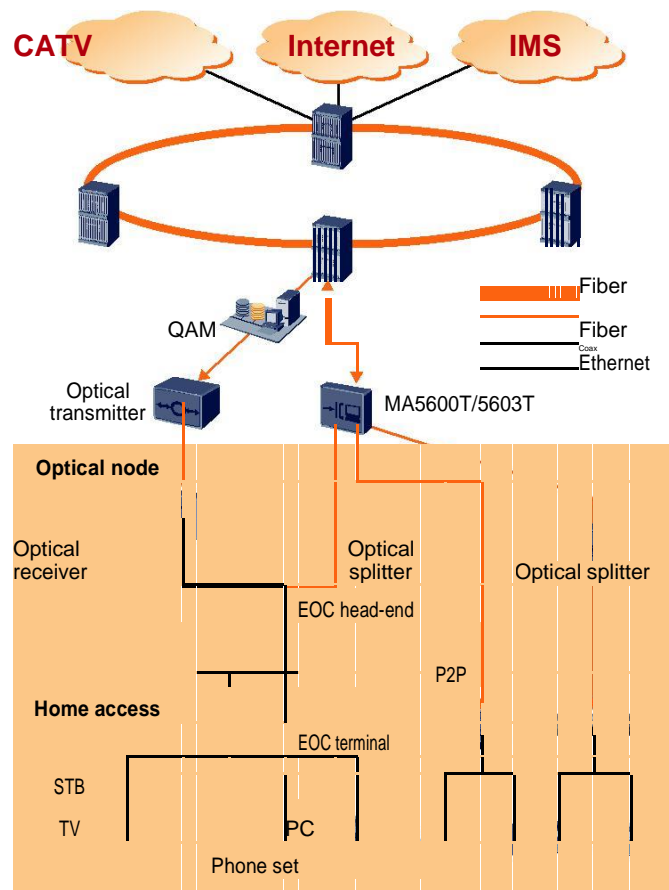 CATV
Internet
IMS
Fiber
QAM
Fiber
Coax
Ethernet
Optical
transmitter
MA5600T/5603T
Optical node
Optical
receiver
Optical
splitter
Optical splitter
EOC head-end
P2P
Home access
EOC terminal
STB
TV
PC
Phone set